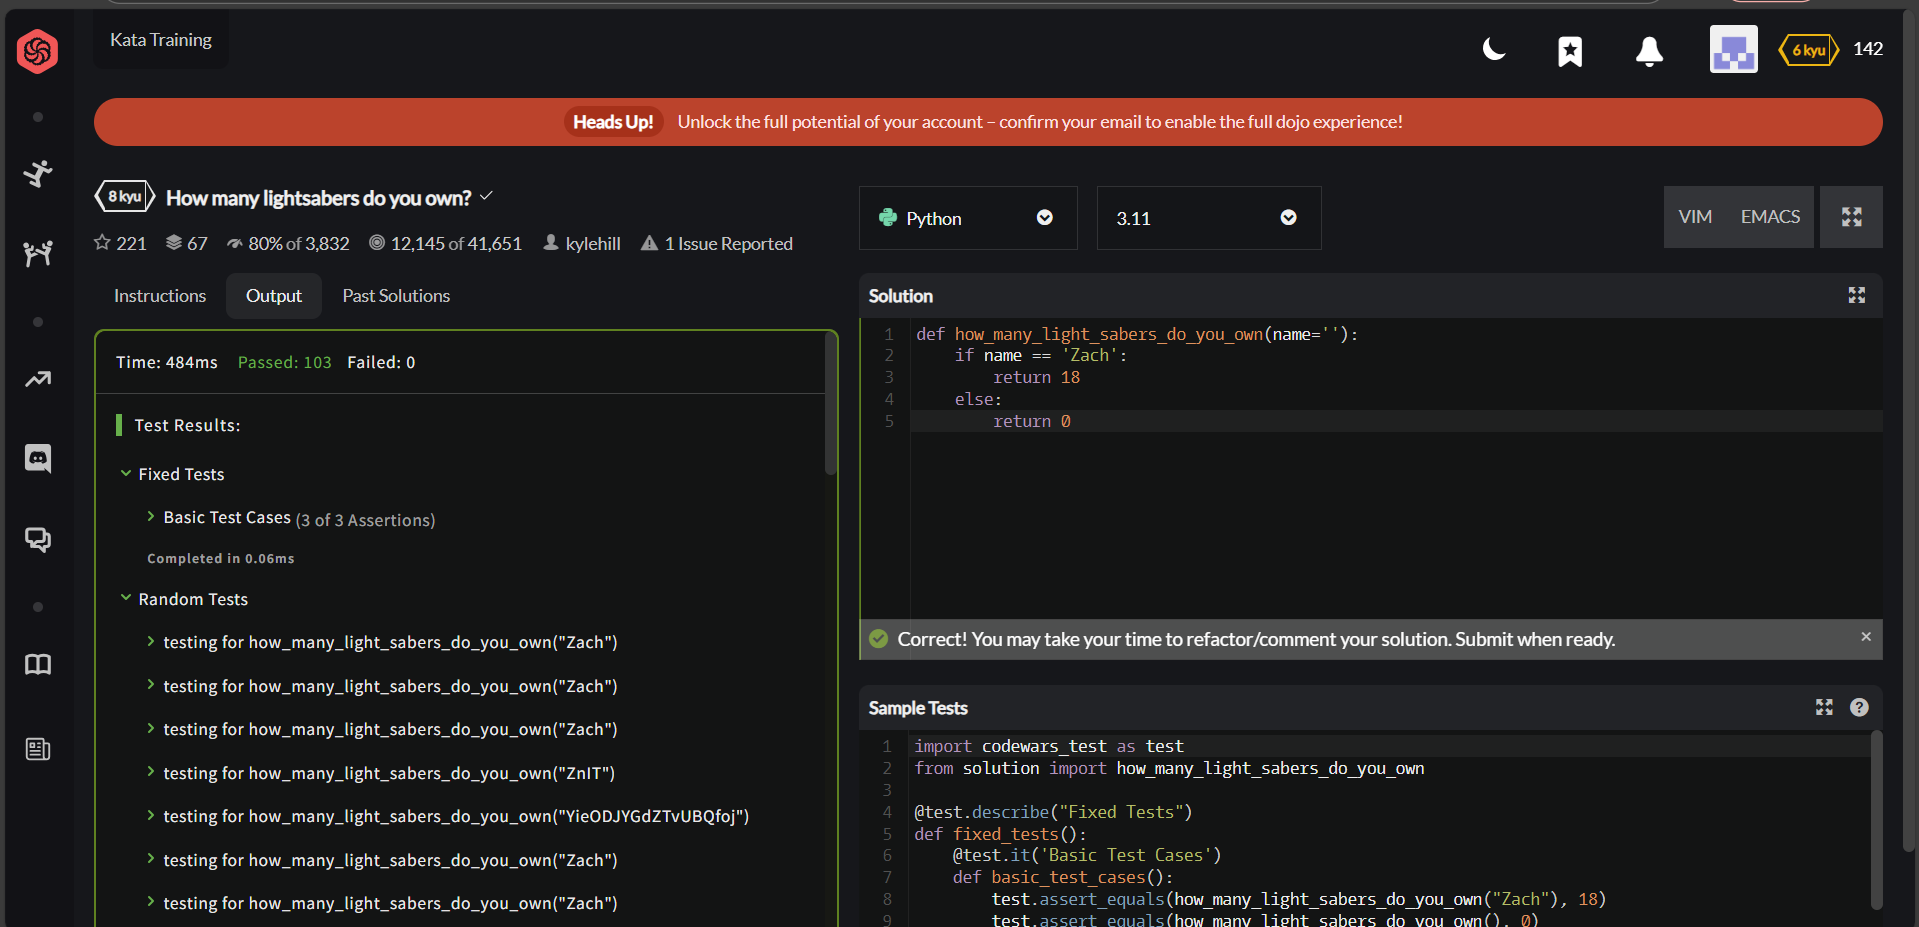 Kata Training
6 kyu 142
Heads Up! Unlock the full potential of your account – confirm your email to enable the full dojo experience!
8 kyu How many lightsabers do you own?
221 67 80% of 3,832 12,145 of 41,651 kylehill 1 Issue Reported
Instructions Output Past Solutions
Time: 484ms Passed: 103 Failed: 0
Test Results:
Fixed Tests
Basic Test Cases (3 of 3 Assertions)
Completed in 0.06ms
Random Tests
testing for how_many_light_sabers_do_you_own("Zach")
testing for how_many_light_sabers_do_you_own("Zach")
testing for how_many_light_sabers_do_you_own("Zach")
testing for how_many_light_sabers_do_you_own("ZnIT")
testing for how_many_light_sabers_do_you_own("YieODJYGdZTvUBQfoj")
testing for how_many_light_sabers_do_you_own("Zach")
testing for how_many_light_sabers_do_you_own("Zach")
Python 3.11 VIM EMACS
Solution
1 def how_many_light_sabers_do_you_own(name=''):
2 if name == 'Zach':
3 return 18
4 else:
5 return 0
Correct! You may take your time to refactor/comment your solution. Submit when ready.
Sample Tests
1 import codewars_test as test
2 from solution import how_many_light_sabers_do_you_own
3
4 @test.describe("Fixed Tests")
5 def fixed_tests():
6 @test.it('Basic Test Cases')
7 def basic_test_cases():
8 test.assert_equals(how_many_light_sabers_do_you_own("Zach"), 18)
9 test.assert_equals(how_many_light_sabers_do_you_own(), 0)